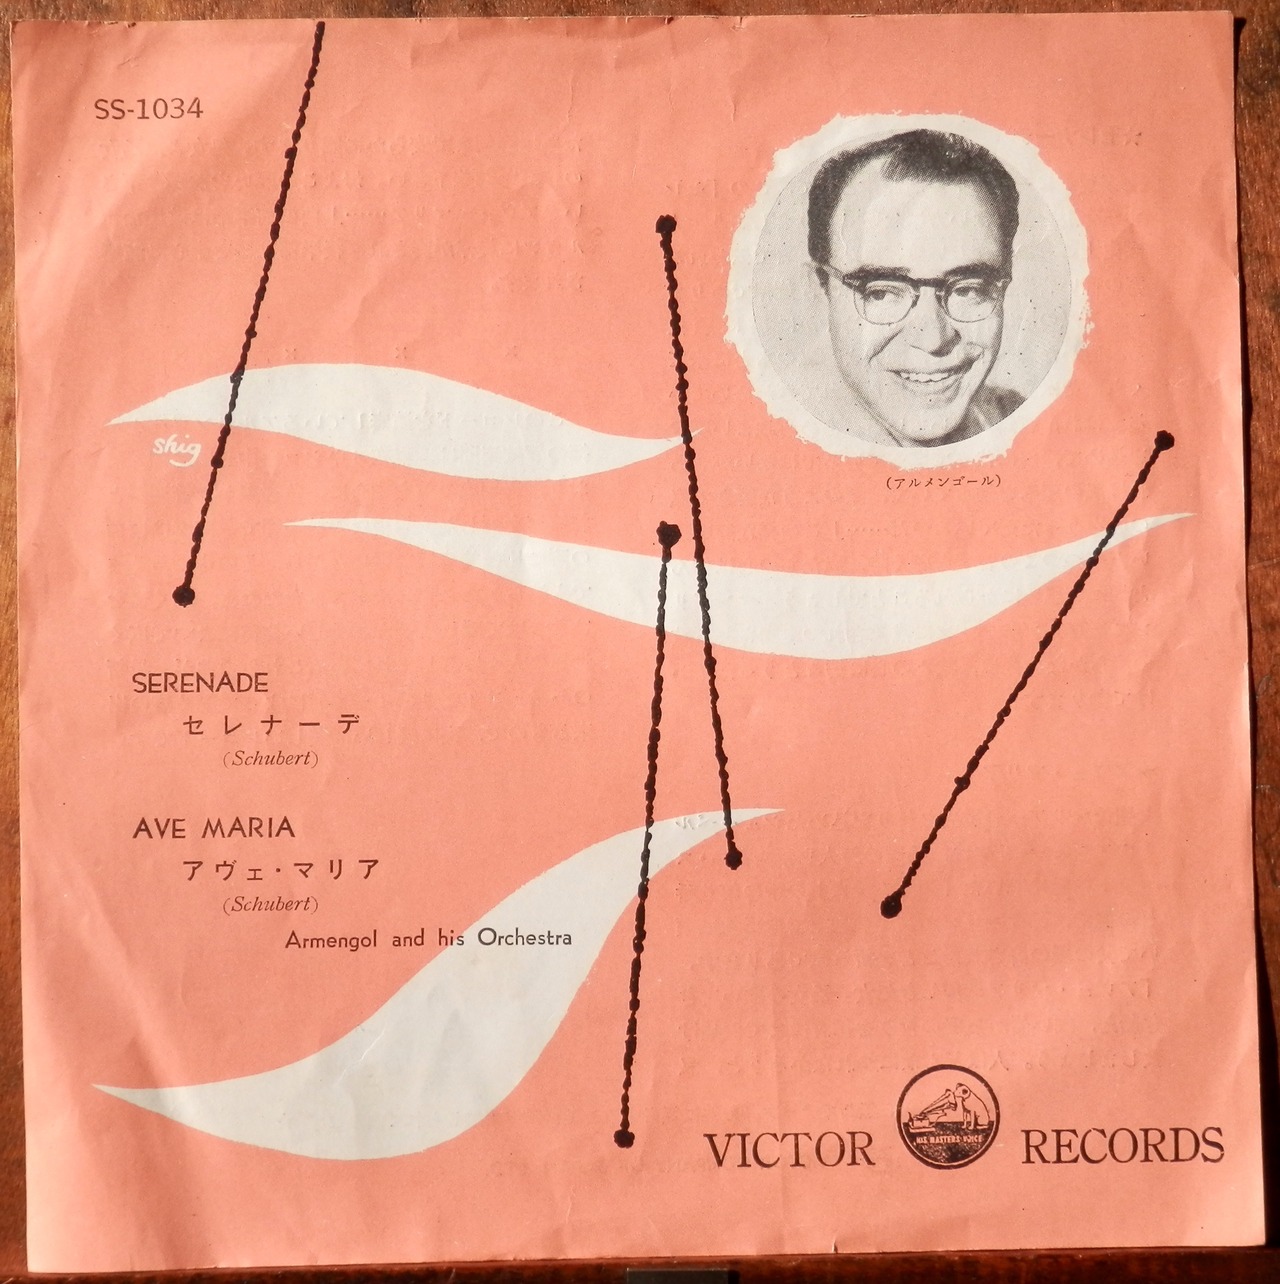 SS-1034
(アルメンゴール)
shig
SERENADE
セレナーデ
(Schubert)
AVE MARIA
アヴェ・マリア
(Schubert)
Armengol and his Orchestra
VICTOR RECORDS
HIS MASTERS VOICE